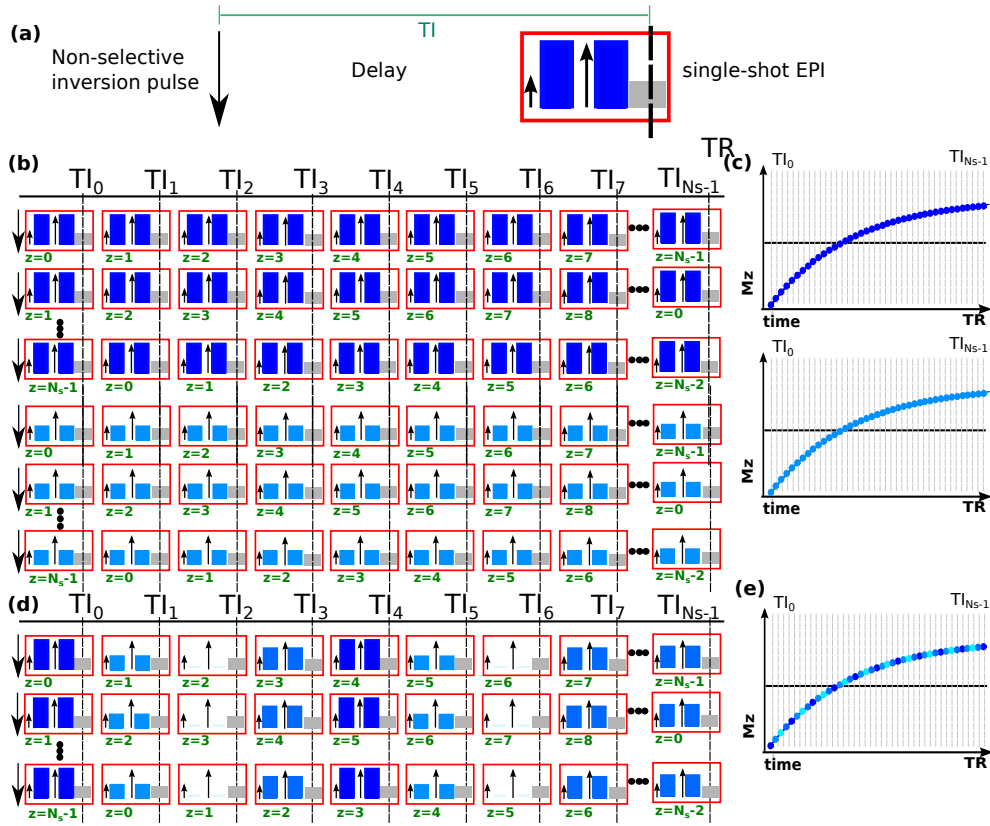 (a)
TI
Non-selective
inversion pulse
Delay
single-shot EPI
TR
(b)
TI0 TI1 TI2 TI3 TI4 TI5 TI6 TI7 TINs-1
z=0 z=1 z=2 z=3 z=4 z=5 z=6 z=7 z=Ns-1
z=1 z=2 z=3 z=4 z=5 z=6 z=7 z=8 z=0
z=Ns-1 z=0 z=1 z=2 z=3 z=4 z=5 z=6 z=Ns-2
z=0 z=1 z=2 z=3 z=4 z=5 z=6 z=7 z=Ns-1
z=1 z=2 z=3 z=4 z=5 z=6 z=7 z=8 z=0
z=Ns-1 z=0 z=1 z=2 z=3 z=4 z=5 z=6 z=Ns-2
(c)
TI0 TINs-1
Mz
time TR
TI0 TINs-1
Mz
time TR
(d)
TI0 TI1 TI2 TI3 TI4 TI5 TI6 TI7 TINs-1
z=0 z=1 z=2 z=3 z=4 z=5 z=6 z=7 z=Ns-1
z=1 z=2 z=3 z=4 z=5 z=6 z=7 z=8 z=0
z=Ns-1 z=0 z=1 z=2 z=3 z=4 z=5 z=6 z=Ns-2
(e)
TI0 TINs-1
Mz
time TR